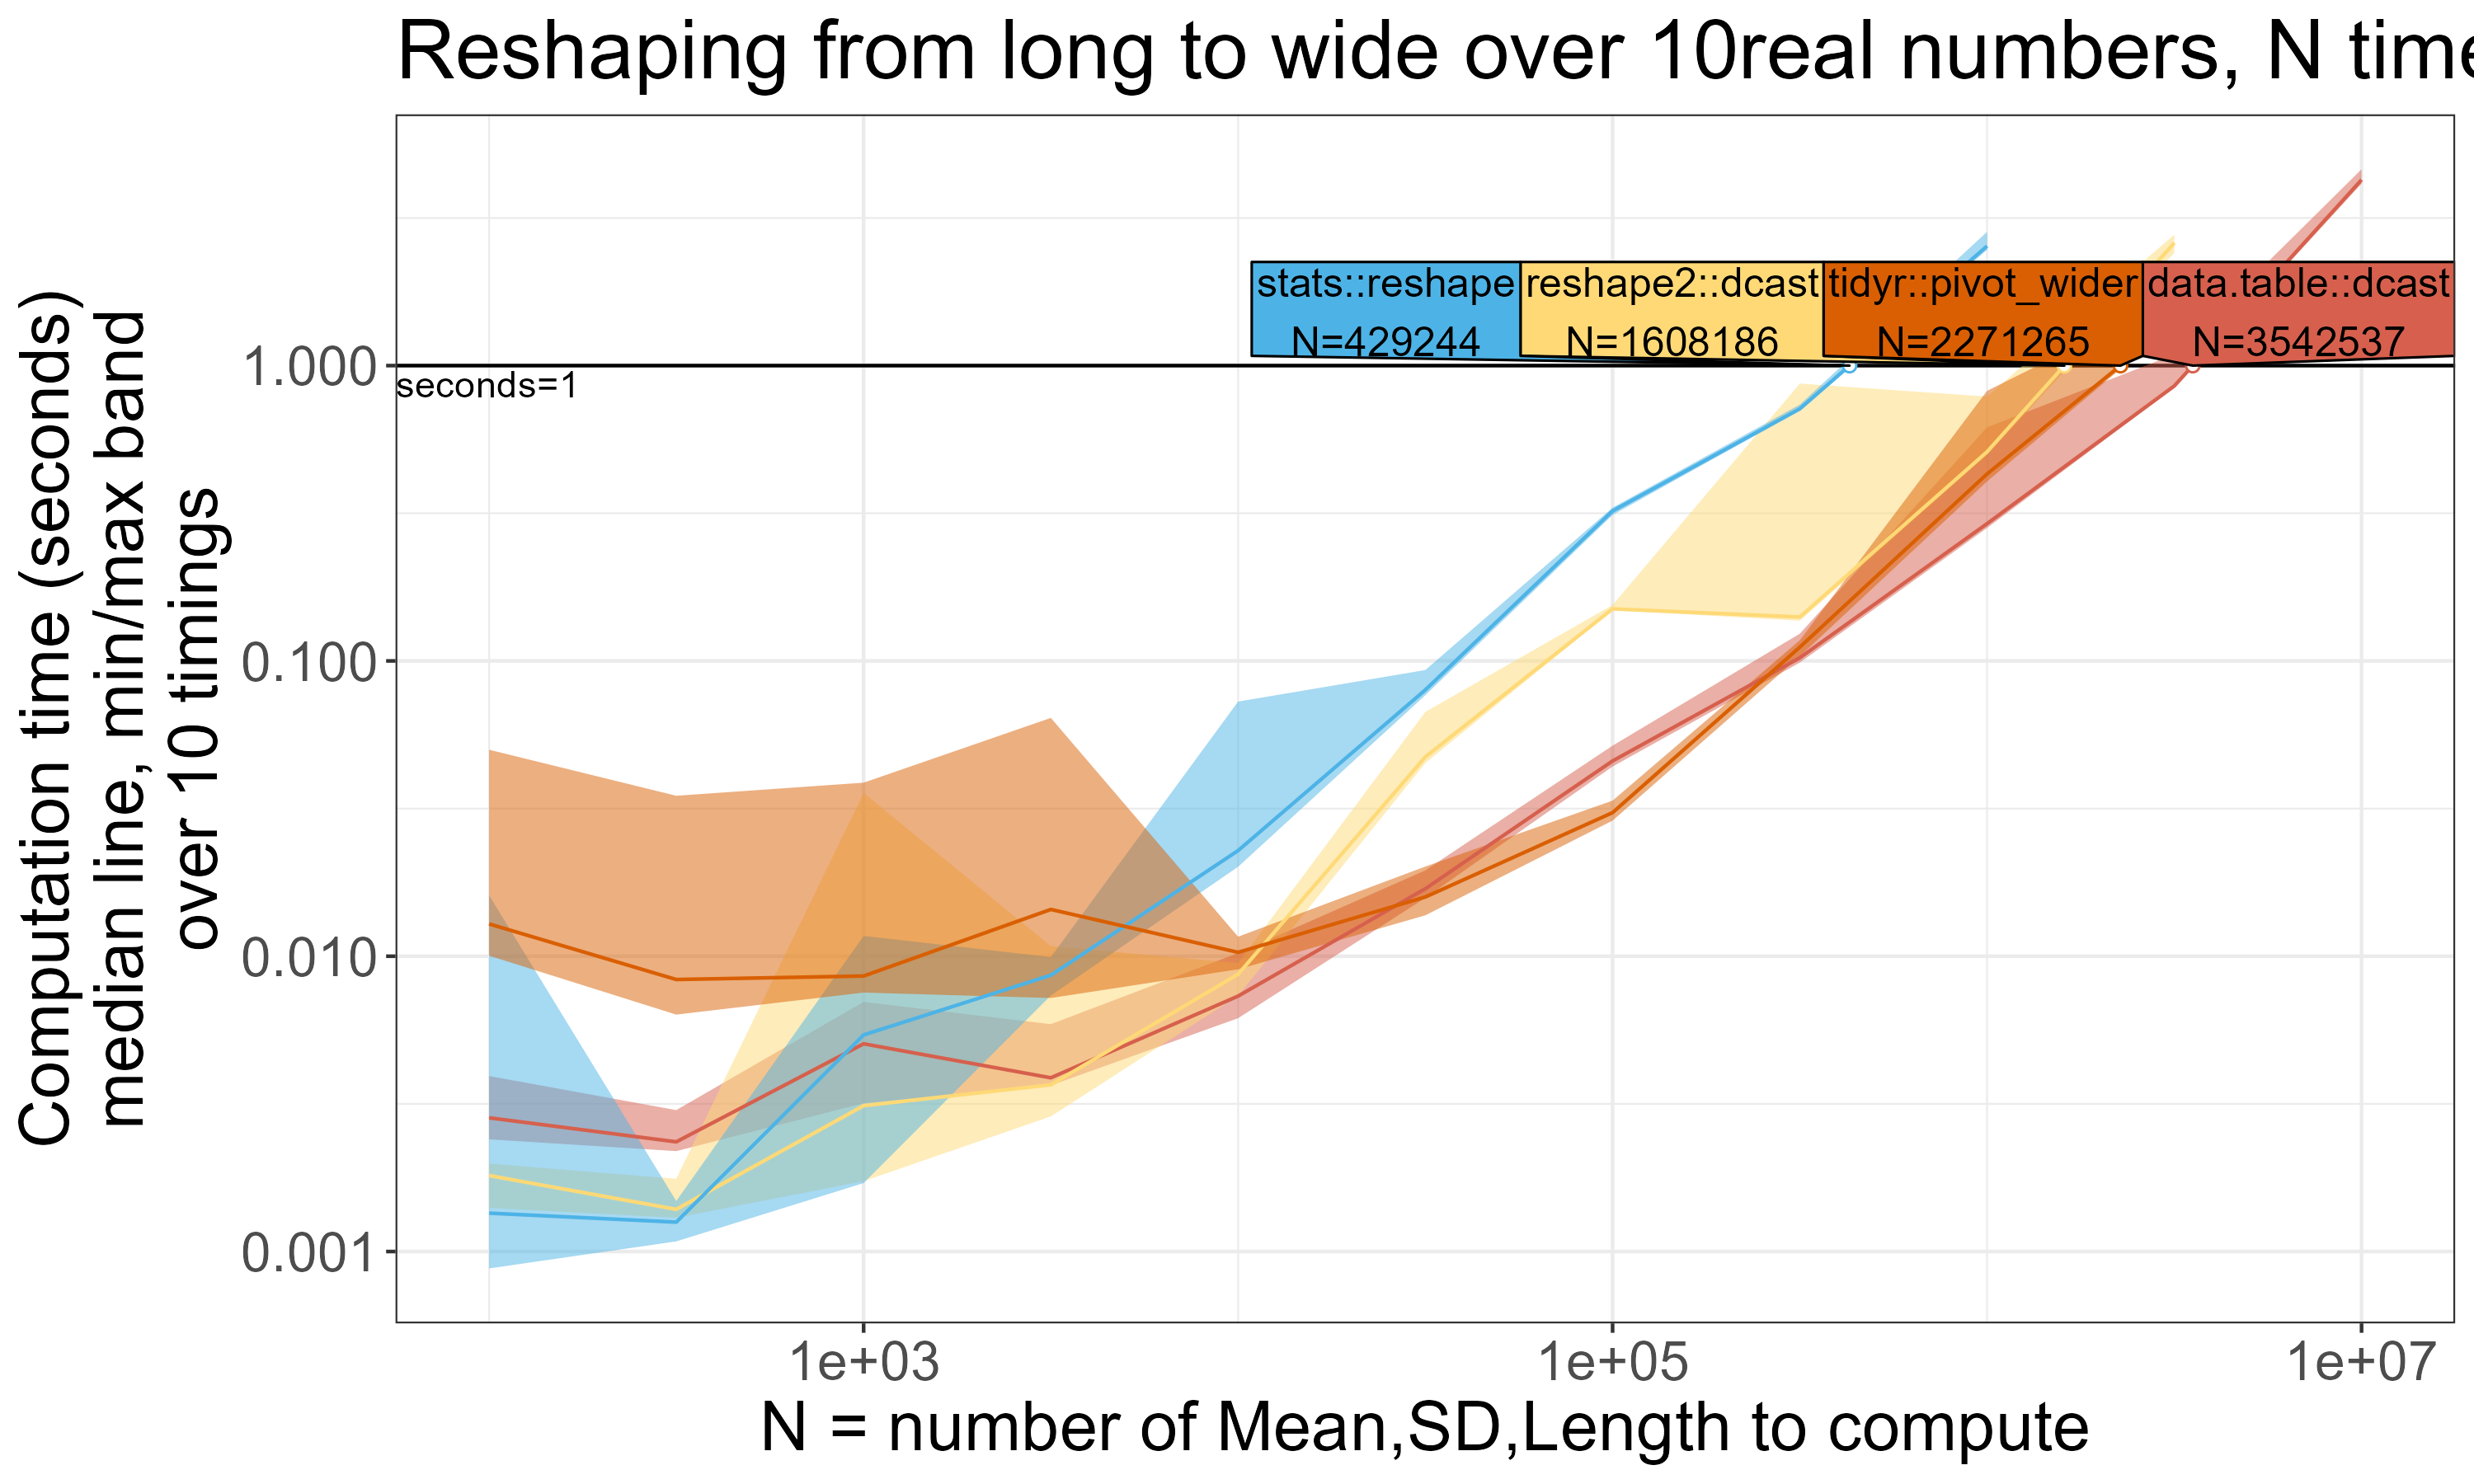 Reshaping from long to wide over 10real numbers, N time
Computation time (seconds)
median line, min/max band
over 10 timings
1.000
0.100
0.010
0.001
seconds=1
stats::reshape
N=429244
reshape2::dcast
N=1608186
tidyr::pivot_wider
N=2271265
data.table::dcast
N=3542537
1e+03
1e+05
1e+07
N = number of Mean,SD,Length to compute